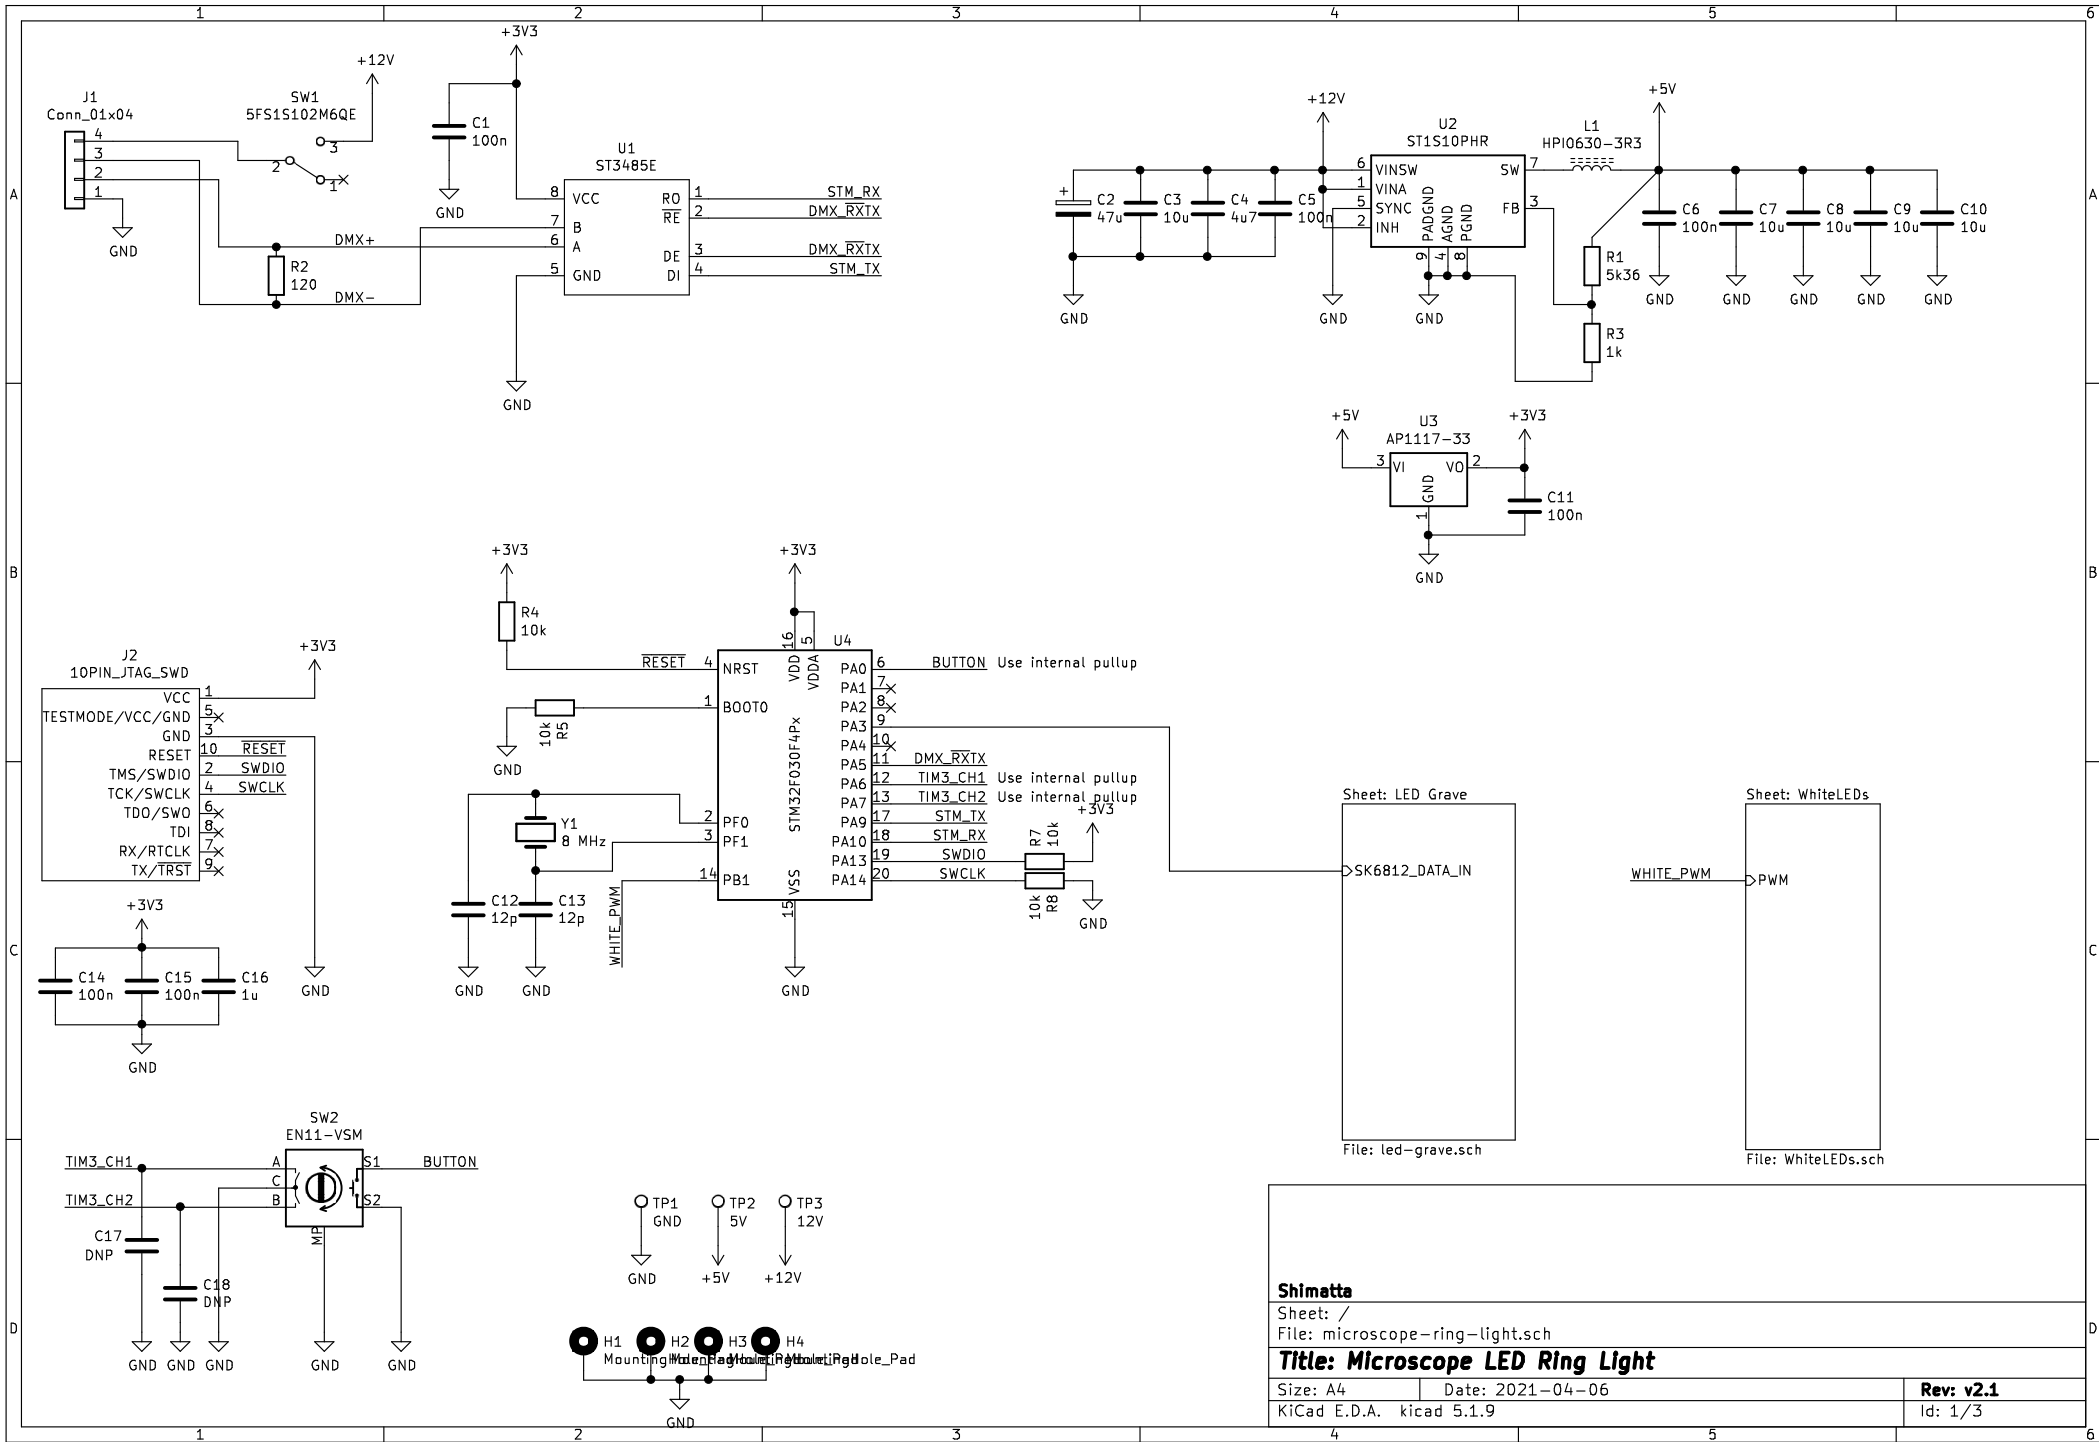 1 2 3 4 5 6
A
B
C
D
A
B
C
D
1 2 3 4 5 6
J1
Conn_01x04
4
3
2
1
GND
SW1
5FS1S102M6QE
+12V
3
2
1
DMX+
R2
120
DMX-
+3V3
C1
100n
GND
U1
ST3485E
8 VCC
7 B
6 A
5 GND
RO 1 STM_RX
RE 2 DMX_RXTX
DE 3 DMX_RXTX
DI 4 STM_TX
GND
+12V
C2
47u
C3
10u
C4
4u7
C5
100n
GND
GND
U2
ST1S10PHR
6 VINSW
1 VINA
5 SYNC
2 INH
SW 7
FB 3
PADGND 9
AGND 4
PGND 8
GND
L1
HPI0630-3R3
+5V
R1
5k36
R3
1k
C6
100n
C7
10u
C8
10u
C9
10u
C10
10u
GND
GND
GND
GND
GND
+5V
U3
AP1117-33
3 VI
VO 2
GND
1
+3V3
C11
100n
GND
J2
10PIN_JTAG_SWD
+3V3
VCC 1
TESTMODE/VCC/GND 5
GND 3
RESET 10 RESET
TMS/SWDIO 2 SWDIO
TCK/SWCLK 4 SWCLK
TDO/SWO 6
TDI 8
RX/RTCLK 7
TX/TRST 9
GND
+3V3
C14
100n
C15
100n
C16
1u
GND
+3V3
R4
10k
RESET
10k
R5
GND
Y1
8 MHz
C12
12p
C13
12p
GND
GND
WHITE_PWM
+3V3
U4
STM32F030F4Px
16 VDD
5 VDDA
4 NRST
1 BOOT0
2 PF0
3 PF1
14 PB1
15 VSS
GND
PA0 6 BUTTON Use internal pullup
PA1 7
PA2 8
PA3 9
PA4 10
PA5 11 DMX_RXTX
PA6 12 TIM3_CH1 Use internal pullup
PA7 13 TIM3_CH2 Use internal pullup
PA9 17 STM_TX
PA10 18 STM_RX
PA13 19 SWDIO
PA14 20 SWCLK
+3V3
R7
10k
10k
R8
GND
Sheet: LED Grave
SK6812_DATA_IN
File: led-grave.sch
Sheet: WhiteLEDs
WHITE_PWM
PWM
File: WhiteLEDs.sch
SW2
EN11-VSM
TIM3_CH1
TIM3_CH2
A
C
B
S1
S2
MP
BUTTON
C17
DNP
C18
DNP
GND
GND
GND
GND
GND
TP1
GND
GND
TP2
5V
+5V
TP3
12V
+12V
H1
MountingHole_Pad
H2
MountingHole_Pad
H3
MountingHole_Pad
H4
MountingHole_Pad
GND
Shimatta
Sheet: /
File: microscope-ring-light.sch
Title: Microscope LED Ring Light
Size: A4
Date: 2021-04-06
Rev: v2.1
KiCad E.D.A. kicad 5.1.9
Id: 1/3